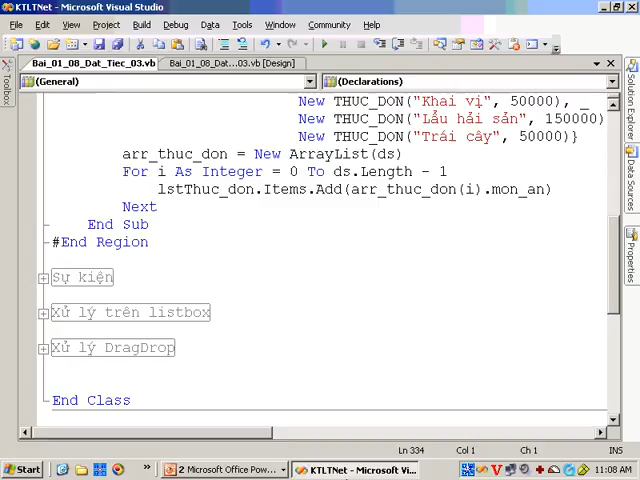 KTLTNet - Microsoft Visual Studio
File Edit View Project Build Debug Data Tools Window Community Help
Bai_01_08_Dat_Tiec_03.vb Bai_01_08_Dat...03.vb [Design]
Toolbox
(General) (Declarations)
New THUC_DON("Khai vị", 50000), _
New THUC_DON("Lẩu hải sản", 150000)
New THUC_DON("Trái cây", 50000)}
arr_thuc_don = New ArrayList(ds)
For i As Integer = 0 To ds.Length - 1
lstThuc_don.Items.Add(arr_thuc_don(i).mon_an)
Next
End Sub
#End Region
Sự kiện
Xử lý trên listbox
Xử lý DragDrop
End Class
Solution Explorer
Data Sources
Properties
Ln 334 Col 1 Ch 1 INS
Start 2 Microsoft Office Pow... KTLTNet - Microsoft Vi... 11:08 AM